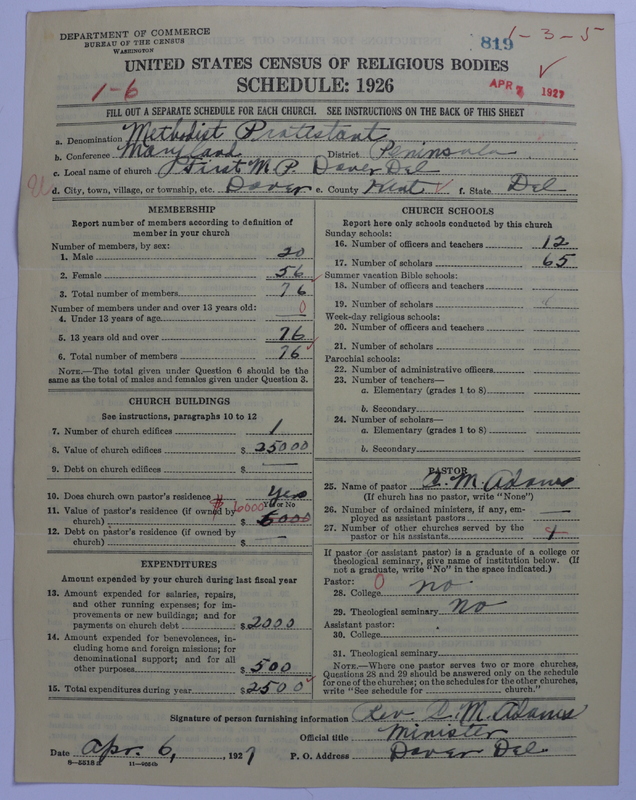 DEPARTMENT OF COMMERCE
BUREAU OF THE CENSUS
WASHINGTON
819
1-3-5
UNITED STATES CENSUS OF RELIGIOUS BODIES
SCHEDULE: 1926
1-6
APR 7 1927
FILL OUT A SEPARATE SCHEDULE FOR EACH CHURCH. SEE INSTRUCTIONS ON THE BACK OF THIS SHEET
a. Denomination Methodist Protestant
b. Conference Maryland District Peninsula
c. Local name of church First M.P. Dover Del
d. City, town, village, or township, etc. Dover e. County Kent f. State Del
MEMBERSHIP
Report number of members according to definition of
member in your church
Number of members, by sex:
1. Male 20
2. Female 56
3. Total number of members 76
Number of members under and over 13 years old: 0
4. Under 13 years of age —
5. 13 years old and over 76
6. Total number of members 76
NOTE.—The total given under Question 6 should be the
same as the total of males and females given under Question 3.
CHURCH BUILDINGS
See instructions, paragraphs 10 to 12
7. Number of church edifices 1
8. Value of church edifices $ 25000
9. Debt on church edifices $ —
10. Does church own pastor's residence? Yes
Yes or No
11. Value of pastor's residence (if owned by
church) $ 6000 $ 6000
12. Debt on pastor's residence (if owned by
church) $ —
EXPENDITURES
Amount expended by your church during last fiscal year
13. Amount expended for salaries, repairs,
and other running expenses; for im-
provements or new buildings; and for
payments on church debt $ 2000
14. Amount expended for benevolences, in-
cluding home and foreign missions; for
denominational support; and for all
other purposes $ 500
15. Total expenditures during year $ 2500
CHURCH SCHOOLS
Report here only schools conducted by this church
Sunday schools:
16. Number of officers and teachers 12
17. Number of scholars 65
Summer vacation Bible schools:
18. Number of officers and teachers
19. Number of scholars
Week-day religious schools:
20. Number of officers and teachers
21. Number of scholars
Parochial schools:
22. Number of administrative officers
23. Number of teachers—
a. Elementary (grades 1 to 8)
b. Secondary
24. Number of scholars—
a. Elementary (grades 1 to 8)
b. Secondary
PASTOR
25. Name of pastor C. M. Adams
(If church has no pastor, write "None")
26. Number of ordained ministers, if any, em-
ployed as assistant pastors —
27. Number of other churches served by the
pastor or his assistants
If pastor (or assistant pastor) is a graduate of a college or
theological seminary, give name of institution below. (If
not a graduate, write "No" in the space indicated.)
Pastor: 0
28. College no
29. Theological seminary no
Assistant pastor:
30. College
31. Theological seminary
NOTE.—Where one pastor serves two or more churches,
Questions 28 and 29 should be answered only on the schedule
for one of the churches; on the schedules for the other churches,
write "See schedule for church."
Signature of person furnishing information Rev. C. M. Adams
Official title Minister
Date Apr. 6, 1927 P. O. Address Dover Del